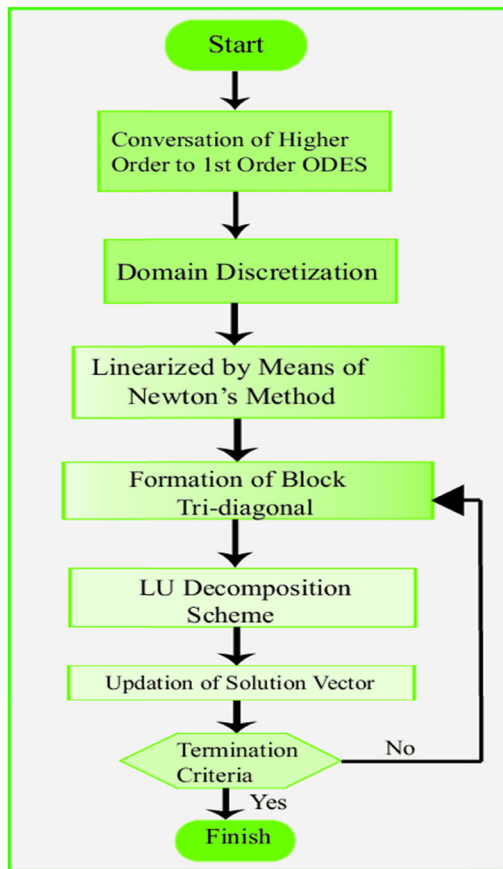 Start
Conversation of Higher
Order to 1st Order ODES
Domain Discretization
Linearized by Means of
Newton's Method
Formation of Block
Tri-diagonal
LU Decomposition
Scheme
Updation of Solution Vector
Termination
Criteria
No
Yes
Finish